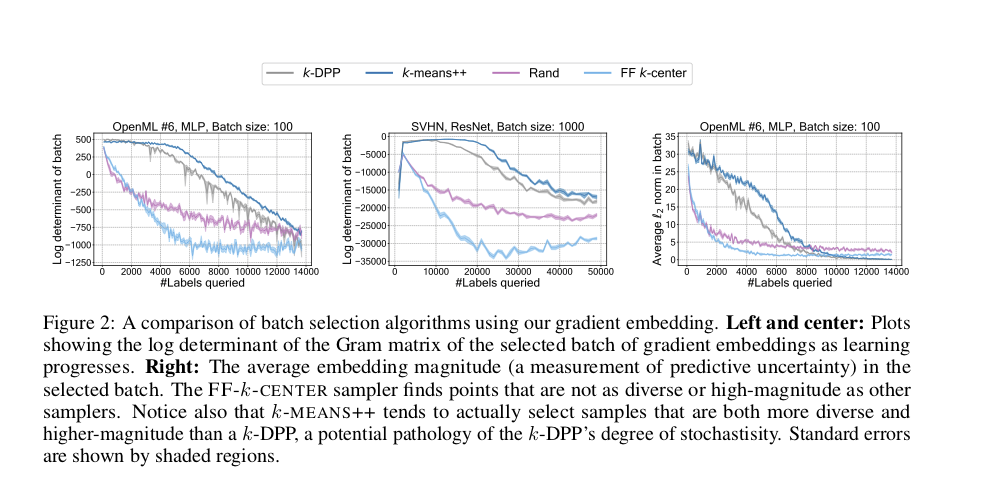 k-DPP k-means++ Rand FF k-center
OpenML #6, MLP, Batch size: 100
Log determinant of batch
500
250
0
−250
−500
−750
−1000
−1250
0 2000 4000 6000 8000 10000 12000 14000
#Labels queried
SVHN, ResNet, Batch size: 1000
Log determinant of batch
0
−5000
−10000
−15000
−20000
−25000
−30000
−35000
0 10000 20000 30000 40000 50000
#Labels queried
OpenML #6, MLP, Batch size: 100
Average ℓ2 norm in batch
35
30
25
20
15
10
5
0
0 2000 4000 6000 8000 10000 12000 14000
#Labels queried
Figure 2: A comparison of batch selection algorithms using our gradient embedding. Left and center: Plots
showing the log determinant of the Gram matrix of the selected batch of gradient embeddings as learning
progresses. Right: The average embedding magnitude (a measurement of predictive uncertainty) in the
selected batch. The FF-k-CENTER sampler finds points that are not as diverse or high-magnitude as other
samplers. Notice also that k-MEANS++ tends to actually select samples that are both more diverse and
higher-magnitude than a k-DPP, a potential pathology of the k-DPP's degree of stochastisity. Standard errors
are shown by shaded regions.